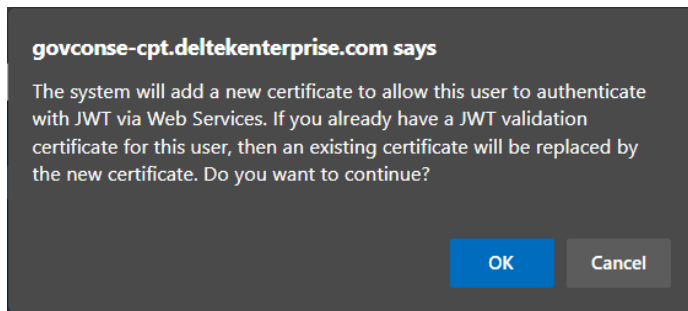 govconse-cpt.deltekenterprise.com says
The system will add a new certificate to allow this user to authenticate
with JWT via Web Services. If you already have a JWT validation
certificate for this user, then an existing certificate will be replaced by
the new certificate. Do you want to continue?
OK Cancel